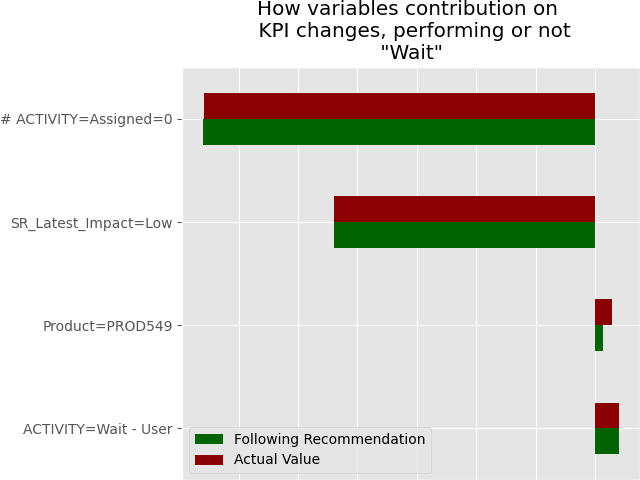 How variables contribution on
KPI changes, performing or not
"Wait"
# ACTIVITY=Assigned=0
SR_Latest_Impact=Low
Product=PROD549
ACTIVITY=Wait - User
Following Recommendation
Actual Value